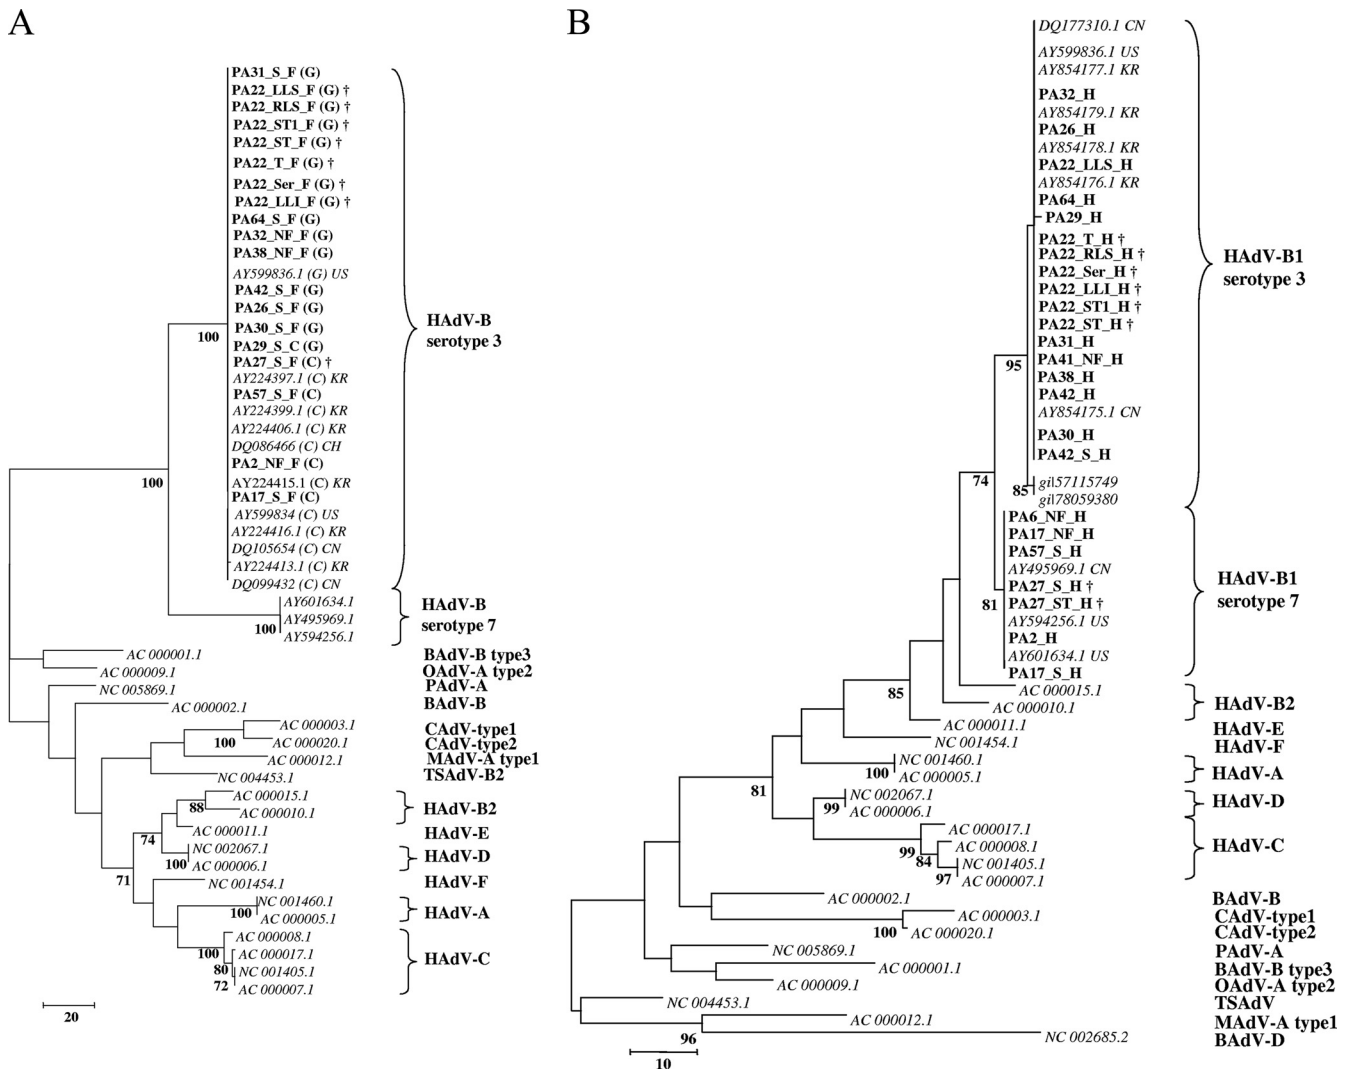 A
PA31_S_F (G)
PA22_LLS_F (G) †
PA22_RLS_F (G) †
PA22_ST1_F (G) †
PA22_ST_F (G) †
PA22_T_F (G) †
PA22_Ser_F (G) †
PA22_LLI_F (G) †
PA64_S_F (G)
PA32_NF_F (G)
PA38_NF_F (G)
AY599836.1 (G) US
PA42_S_F (G)
PA26_S_F (G)
PA30_S_F (G)
PA29_S_C (G)
PA27_S_F (C) †
AY224397.1 (C) KR
PA57_S_F (C)
AY224399.1 (C) KR
AY224406.1 (C) KR
DQ086466 (C) CH
PA2_NF_F (C)
AY224415.1 (C) KR
PA17_S_F (C)
AY599834 (C) US
AY224416.1 (C) KR
DQ105654 (C) CN
AY224413.1 (C) KR
DQ099432 (C) CN
AY601634.1
AY495969.1
AY594256.1
AC 000001.1
AC 000009.1
NC 005869.1
AC 000002.1
AC 000003.1
AC 000020.1
AC 000012.1
NC 004453.1
AC 000015.1
AC 000010.1
AC 000011.1
NC 002067.1
AC 000006.1
NC 001454.1
NC 001460.1
AC 000005.1
AC 000008.1
AC 000017.1
NC 001405.1
AC 000007.1
100
100
100
100
88
74
100
71
100
100
80
72
20
HAdV-B
serotype 3
HAdV-B
serotype 7
BAdV-B type3
OAdV-A type2
PAdV-A
BAdV-B
CAdV-type1
CAdV-type2
MAdV-A type1
TSAdV-B2
HAdV-B2
HAdV-E
HAdV-D
HAdV-F
HAdV-A
HAdV-C
B
DQ177310.1 CN
AY599836.1 US
AY854177.1 KR
PA32_H
AY854179.1 KR
PA26_H
AY854178.1 KR
PA22_LLS_H
AY854176.1 KR
PA64_H
PA29_H
PA22_T_H †
PA22_RLS_H †
PA22_Ser_H †
PA22_LLI_H †
PA22_ST1_H †
PA22_ST_H †
PA31_H
PA41_NF_H
PA38_H
PA42_H
AY854175.1 CN
PA30_H
PA42_S_H
gi|57115749
gi|78059380
PA6_NF_H
PA17_NF_H
PA57_S_H
AY495969.1 CN
PA27_S_H †
PA27_ST_H †
AY594256.1 US
PA2_H
AY601634.1 US
PA17_S_H
AC 000015.1
AC 000010.1
AC 000011.1
NC 001454.1
NC 001460.1
AC 000005.1
NC 002067.1
AC 000006.1
AC 000017.1
AC 000008.1
NC 001405.1
AC 000007.1
AC 000002.1
AC 000003.1
AC 000020.1
NC 005869.1
AC 000001.1
AC 000009.1
NC 004453.1
AC 000012.1
NC 002685.2
95
74
85
81
85
100
81
99
99
84
97
100
96
10
HAdV-B1
serotype 3
HAdV-B1
serotype 7
HAdV-B2
HAdV-E
HAdV-F
HAdV-A
HAdV-D
HAdV-C
BAdV-B
CAdV-type1
CAdV-type2
PAdV-A
BAdV-B type3
OAdV-A type2
TSAdV
MAdV-A type1
BAdV-D